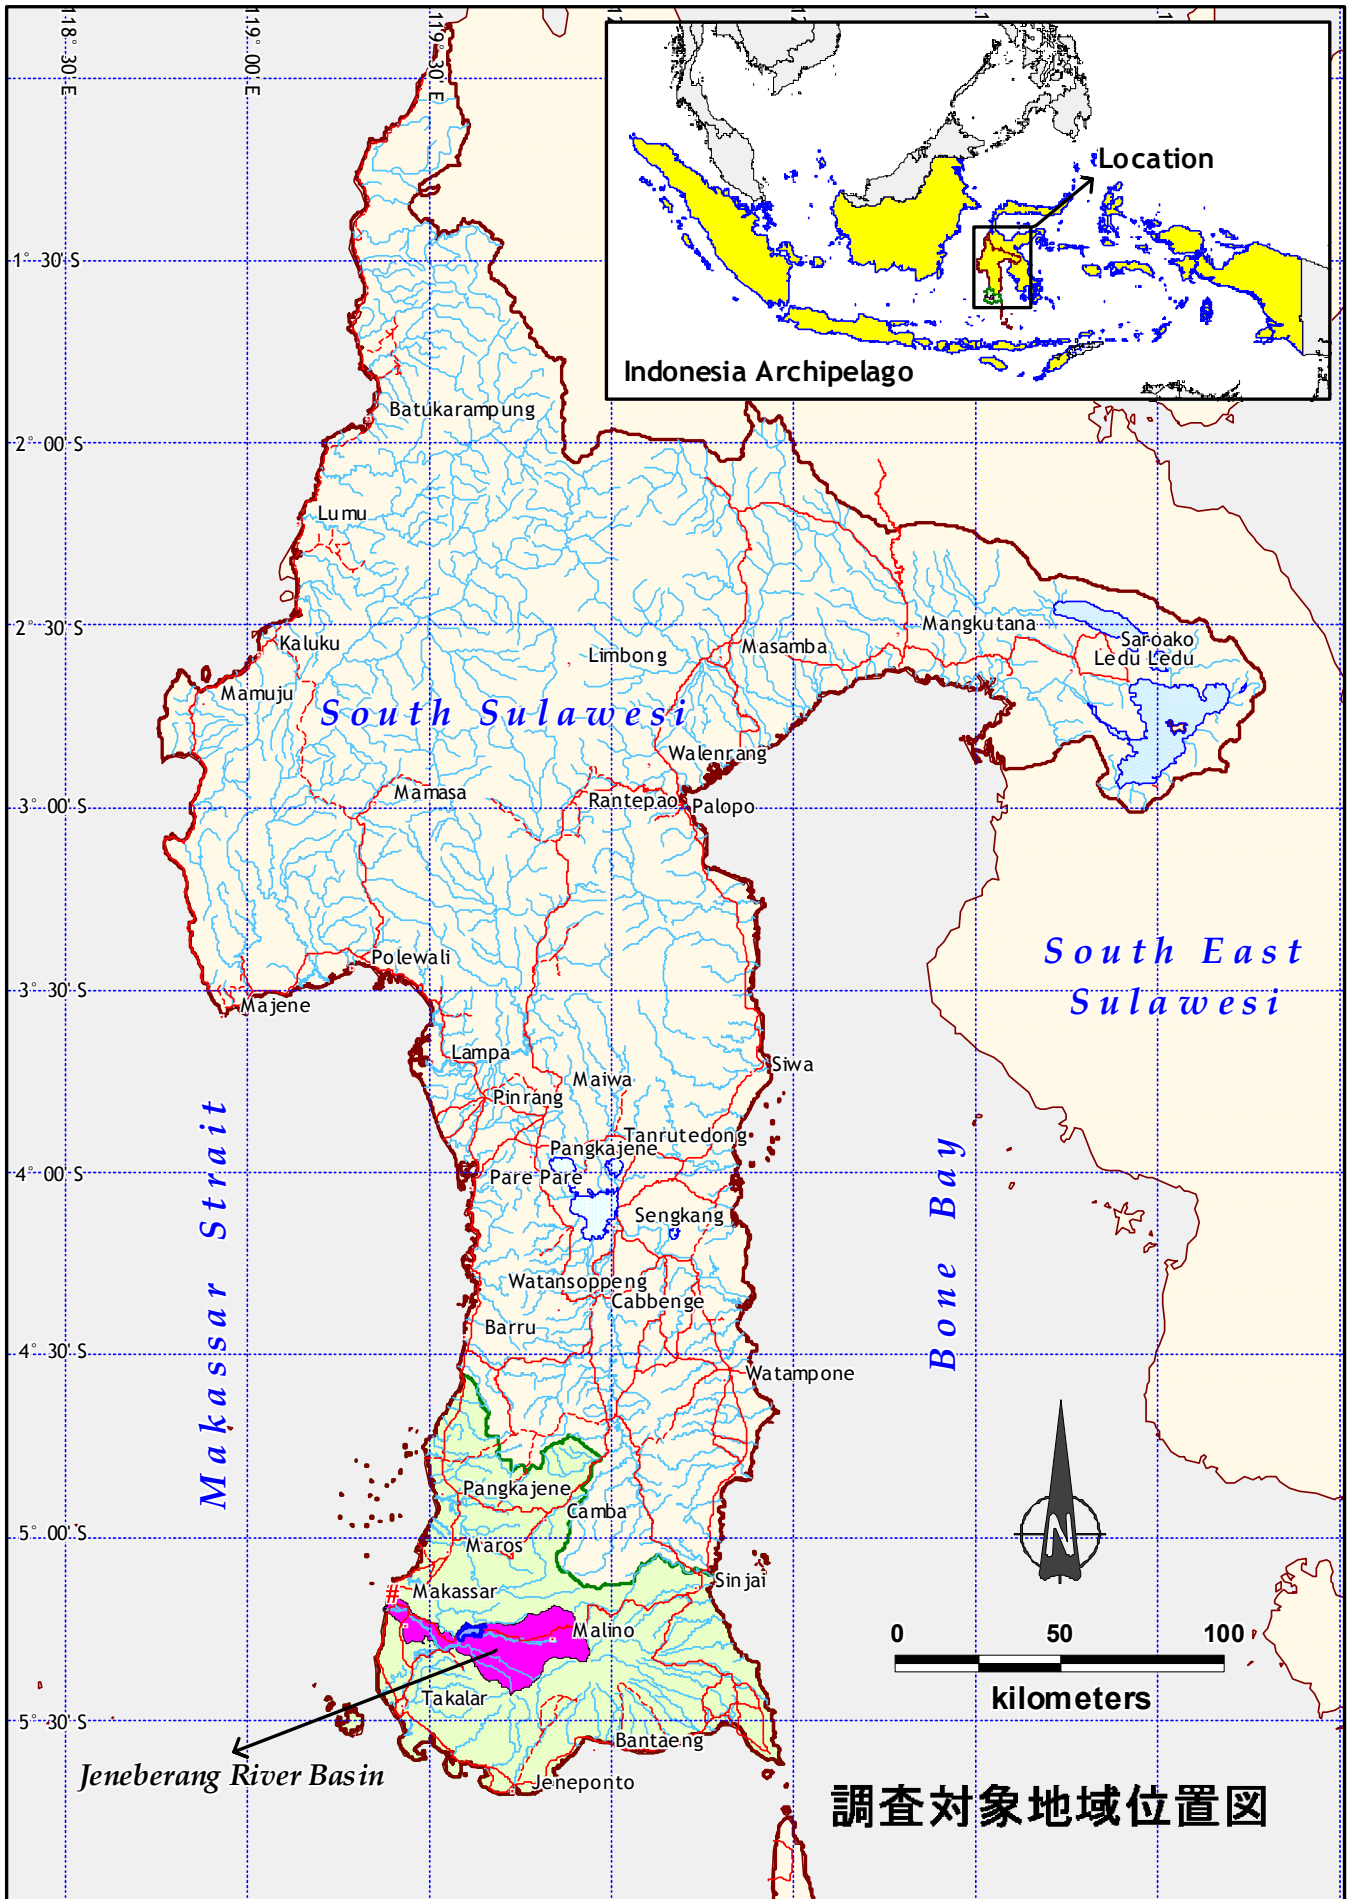 118° 30'
E
119° 00'
119° 30' E
Location
Indonesia Archipelago
1° 30' S
Batukarampung
2° 00' S
Lumu
2° 30' S
Kaluku
Limbong
Masamba
Mangkutana
Saroako
Ledu Ledu
Mamuju
South Sulawesi
Walenrang
Mamasa
Rantepao
Palopo
3° 00' S
South East
Sulawesi
Polewali
3° 30' S
Majene
Lampa
Siwa
Maiwa
Pinrang
Tanrutedong
Pangkajene
4° 00' S
Pare Pare
Sengkang
Makassar Strait
Bone Bay
Watansoppeng
Cabbenge
Barru
4° 30' S
Watampone
Pangkajene
Camba
5° 00' S
Maros
N
Sinjai
# Makassar
Malino
0 50 100
kilometers
Takalar
5° 30' S
Bantaeng
Jeneberang River Basin
Jeneponto
調査対象地域位置図